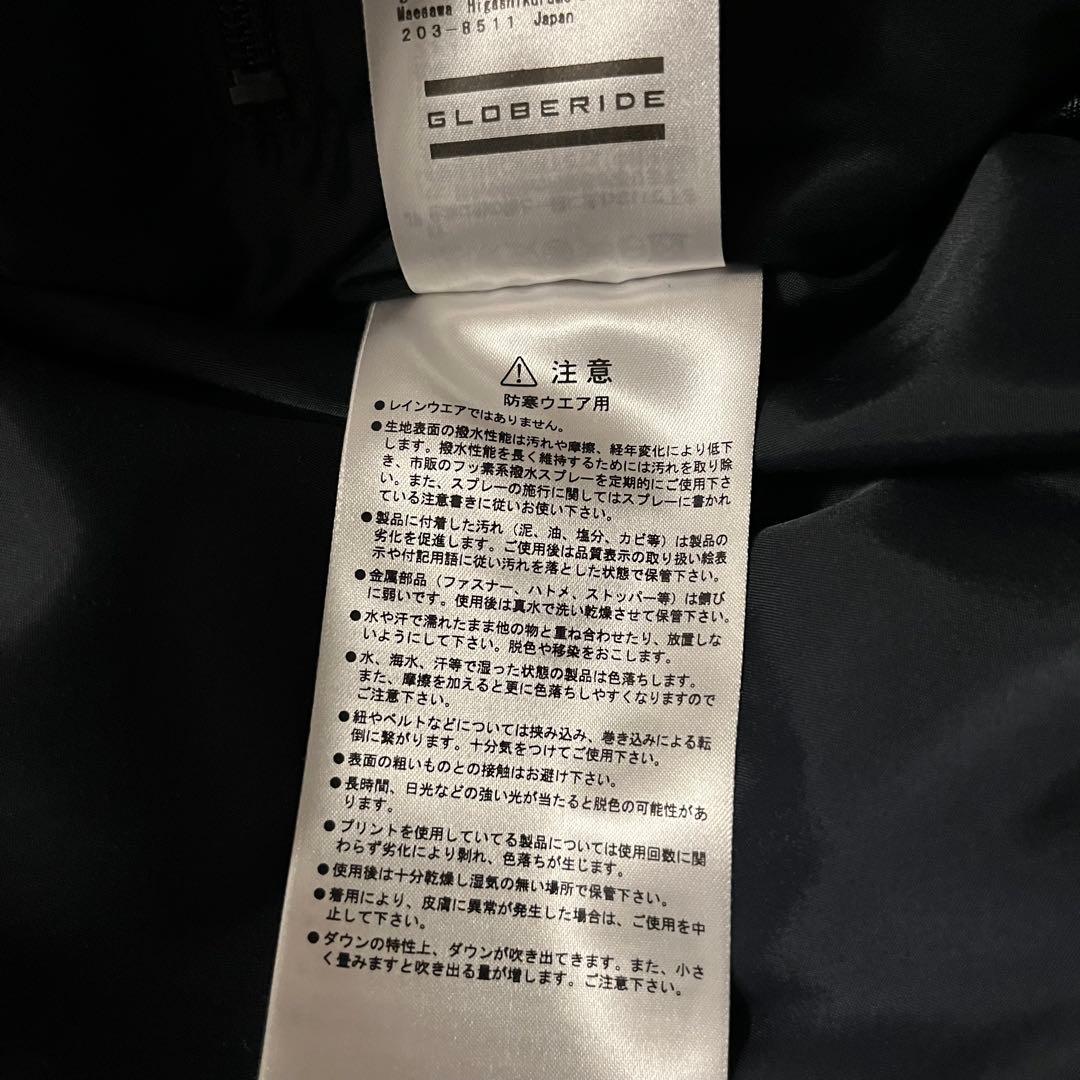 Maesawa Higashikurume
203-8511 Japan
GLOBERIDE
注意
防寒ウエア用
●レインウエアではありません。
●生地表面の撥水性能は汚れや摩擦、経年変化により低下
します。撥水性能を長く維持するためには汚れを取り除
き、市販のフッ素系撥水スプレーを定期的にご使用下さ
い。また、スプレーの施行に関してはスプレーに書かれ
ている注意書きに従いお使い下さい。
●製品に付着した汚れ（泥、油、塩分、カビ等）は製品の
劣化を促進します。ご使用後は品質表示の取り扱い絵表
示や付記用語に従い汚れを落とした状態で保管下さい。
●金属部品（ファスナー、ハトメ、ストッパー等）は錆び
に弱いです。使用後は真水で洗い乾燥させて保管下さい。
●水や汗で濡れたまま他の物と重ね合わせたり、放置しな
いようにして下さい。脱色や移染をおこします。
●水、海水、汗等で湿った状態の製品は色落ちします。
また、摩擦を加えると更に色落ちしやすくなりますので
ご注意下さい。
●紐やベルトなどについては挟み込み、巻き込みによる転
倒に繋がります。十分気をつけてご使用下さい。
●表面の粗いものとの接触はお避け下さい。
●長時間、日光などの強い光が当たると脱色の可能性があ
ります。
●プリントを使用していてる製品については使用回数に関
わらず劣化により剥れ、色落ちが生じます。
●使用後は十分乾燥し湿気の無い場所で保管下さい。
●着用により、皮膚に異常が発生した場合は、ご使用を中
止して下さい。
●ダウンの特性上、ダウンが吹き出てきます。また、小さ
く畳みますと吹き出る量が増します。ご注意下さい。